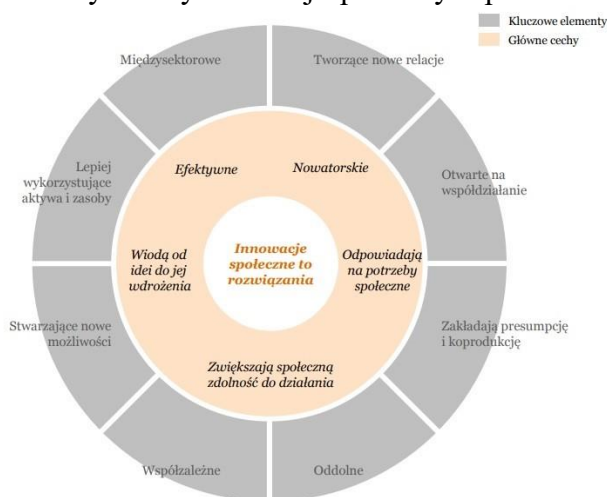 Kluczowe elementy
Główne cechy
Międzysektorowe
Tworzące nowe relacje
Lepiej
wykorzystujące
aktywa i zasoby
Otwarte na
współdziałanie
Efektywne
Nowatorskie
Wiodą od
idei do jej
wdrożenia
Innowacje
społeczne to
rozwiązania
Odpowiadają
na potrzeby
społeczne
Stwarzające nowe
możliwości
Zakładają presumpcję
i koprodukcję
Zwiększają społeczną
zdolność do działania
Współzależne
Oddolne